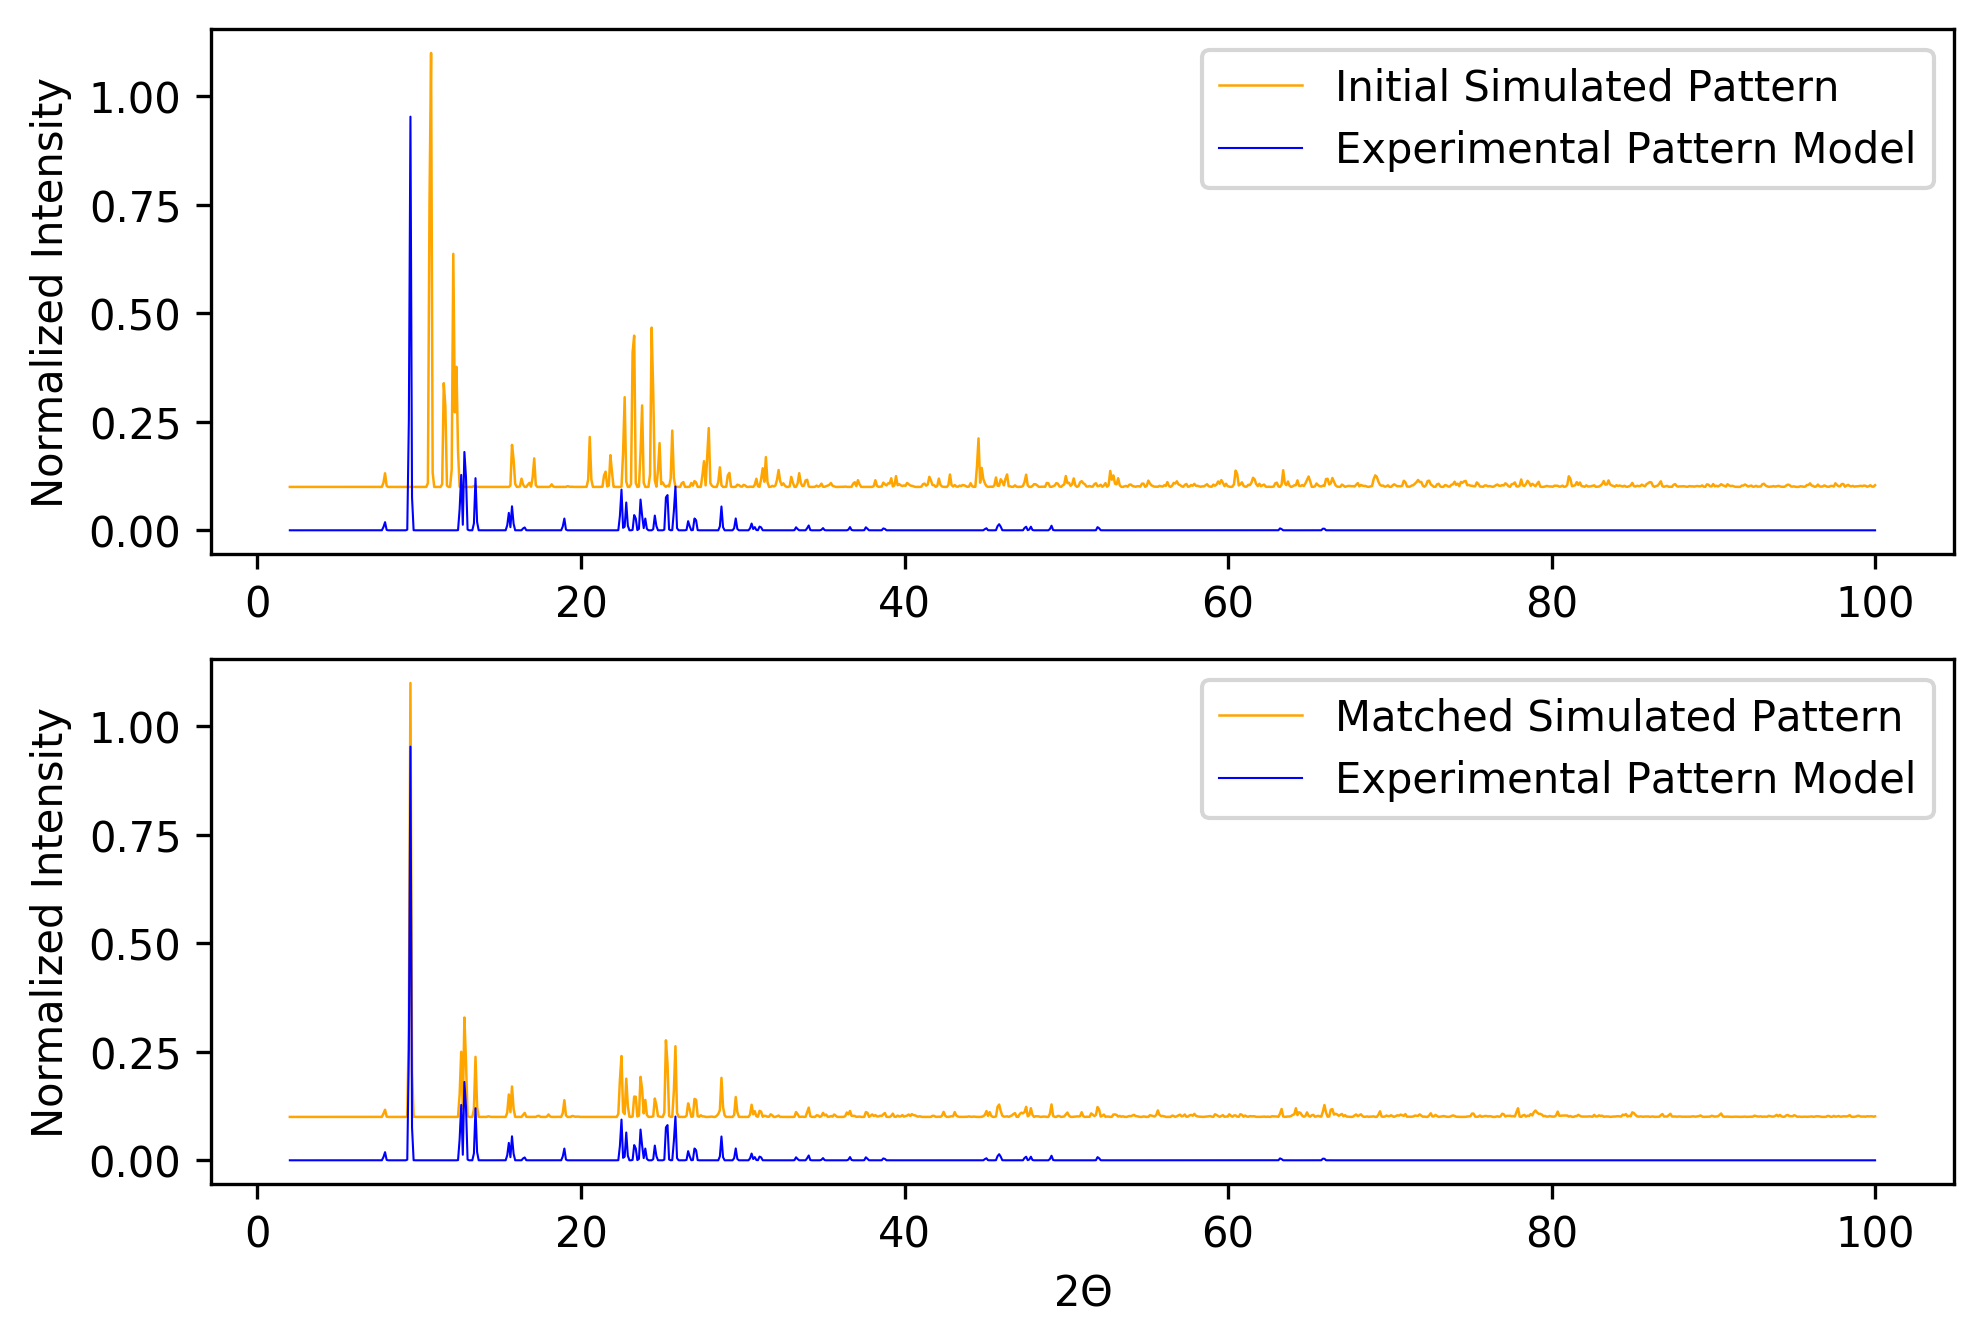 Normalized Intensity
1.00
0.75
0.50
0.25
0.00
Initial Simulated Pattern
Experimental Pattern Model
0 20 40 60 80 100
Normalized Intensity
1.00
0.75
0.50
0.25
0.00
Matched Simulated Pattern
Experimental Pattern Model
0 20 40 60 80 100
2Θ